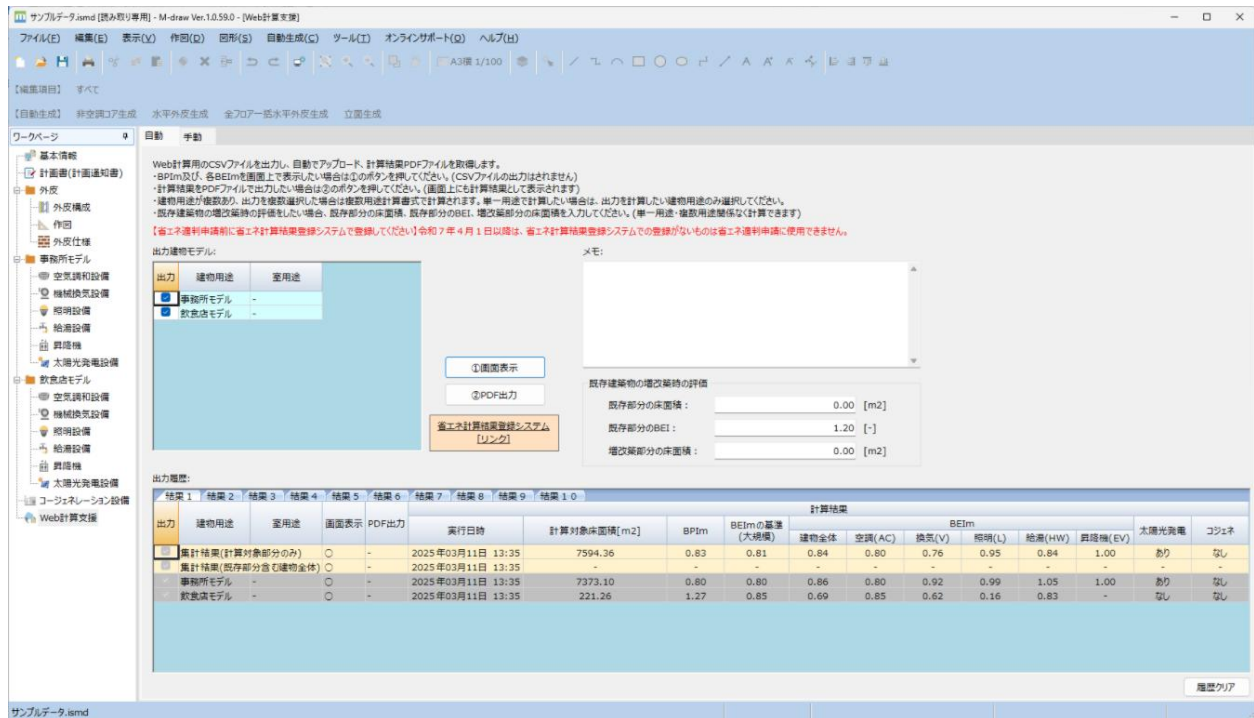 サンプルデータ.ismd [読み取り専用] - M-draw Ver.1.0.59.0 - [Web計算支援]
ファイル(F) 編集(E) 表示(V) 作図(D) 図形(S) 自動生成(C) ツール(T) オンラインサポート(O) ヘルプ(H)
A3横 1/100
【編集項目】 すべて
【自動生成】 非空調コア生成 水平外皮生成 全フロア一括水平外皮生成 立面生成
ワークページ
基本情報
計画書(計画通知書)
外皮
外皮構成
作図
外皮仕様
事務所モデル
空気調和設備
機械換気設備
照明設備
給湯設備
昇降機
太陽光発電設備
飲食店モデル
空気調和設備
機械換気設備
照明設備
給湯設備
昇降機
太陽光発電設備
コージェネレーション設備
Web計算支援
自動 手動
Web計算用のCSVファイルを出力し、自動でアップロード、計算結果PDFファイルを取得します。
・BPIm及び、各BEImを画面上で表示したい場合は①のボタンを押してください。(CSVファイルの出力はされません)
・計算結果をPDFファイルで出力したい場合は②のボタンを押してください。(画面上にも計算結果として表示されます)
・建物用途が複数あり、出力を複数選択した場合は複数用途計算書式で計算されます。単一用途で計算したい場合は、出力を計算したい建物用途のみ選択してください。
・既存建築物の増改築時の評価をしたい場合、既存部分の床面積、既存部分のBEI、増改築部分の床面積を入力してください。(単一用途・複数用途関係なく計算できます)
【省エネ適判申請前に省エネ計算結果登録システムで登録してください】令和7年4月1日以降は、省エネ計算結果登録システムでの登録がないものは省エネ適判申請に使用できません。
出力建物モデル:
出力 建物用途 室用途
事務所モデル -
飲食店モデル -
①画面表示
②PDF出力
省エネ計算結果登録システム
[リンク]
メモ:
既存建築物の増改築時の評価
既存部分の床面積： 0.00 [m2]
既存部分のBEI： 1.20 [-]
増改築部分の床面積： 0.00 [m2]
出力履歴:
結果1 結果2 結果3 結果4 結果5 結果6 結果7 結果8 結果9 結果10
計算結果
出力 建物用途 室用途 画面表示 PDF出力 実行日時 計算対象床面積[m2] BPIm BEImの基準(大規模) BEIm 太陽光発電 コジェネ
建物全体 空調(AC) 換気(V) 照明(L) 給湯(HW) 昇降機(EV)
集計結果(計算対象部分のみ) ○ - 2025年03月11日 13:35 7594.36 0.83 0.81 0.84 0.80 0.76 0.95 0.84 1.00 あり なし
集計結果(既存部分含む建物全体) ○ - 2025年03月11日 13:35 - - - - - - - - - - -
事務所モデル - ○ - 2025年03月11日 13:35 7373.10 0.80 0.80 0.86 0.80 0.92 0.99 1.05 1.00 あり なし
飲食店モデル - ○ - 2025年03月11日 13:35 221.26 1.27 0.85 0.69 0.85 0.62 0.16 0.83 - なし なし
履歴クリア
サンプルデータ.ismd